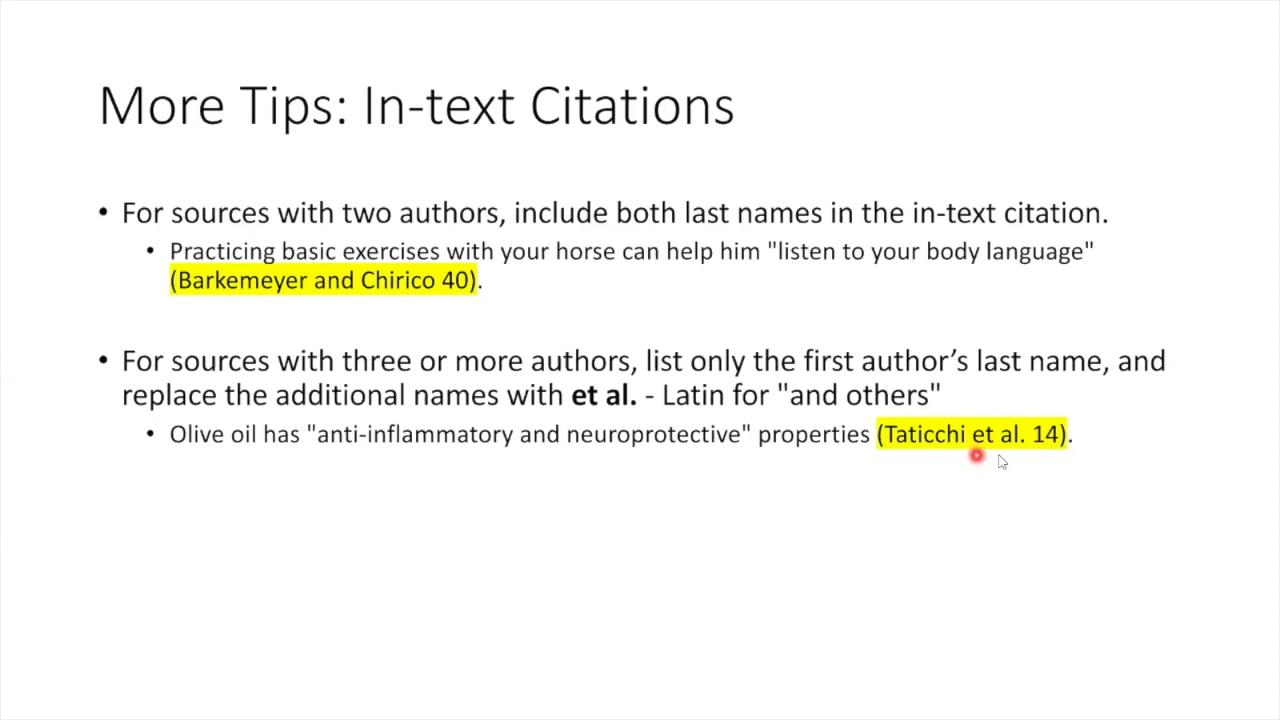 More Tips: In-text Citations
• For sources with two authors, include both last names in the in-text citation.
• Practicing basic exercises with your horse can help him "listen to your body language"
(Barkemeyer and Chirico 40).
• For sources with three or more authors, list only the first author’s last name, and
replace the additional names with et al. - Latin for "and others"
• Olive oil has "anti-inflammatory and neuroprotective" properties (Taticchi et al. 14).